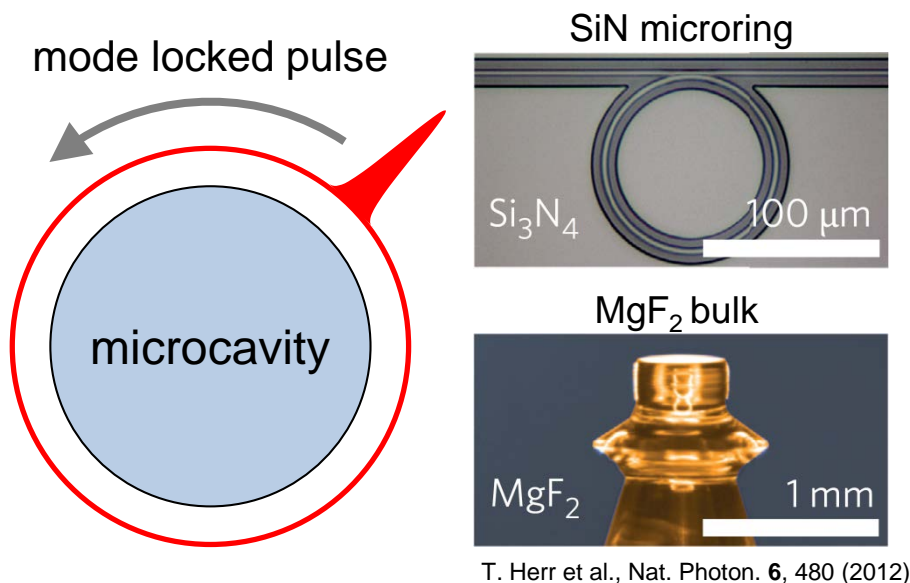 mode locked pulse
microcavity
SiN microring
Si₃N₄
100 μm
MgF₂ bulk
MgF₂
1 mm
T. Herr et al., Nat. Photon. 6, 480 (2012)